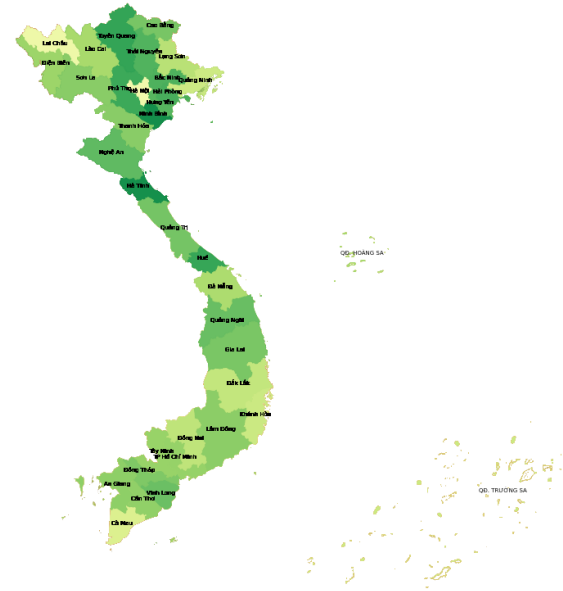 Cao Bằng
Tuyên Quang
Lai Châu
Lào Cai
Thái Nguyên
Lạng Sơn
Điện Biên
Sơn La
Bắc Ninh
Quảng Ninh
Phú Thọ
Hà Nội
Hải Phòng
Hưng Yên
Ninh Bình
Thanh Hóa
Nghệ An
Hà Tĩnh
Quảng Trị
Huế
QĐ. HOÀNG SA
Đà Nẵng
Quảng Ngãi
Gia Lai
Đắk Lắk
Khánh Hòa
Lâm Đồng
Đồng Nai
Tây Ninh
TP Hồ Chí Minh
Đồng Tháp
An Giang
Vĩnh Long
Cần Thơ
QĐ. TRƯỜNG SA
Cà Mau